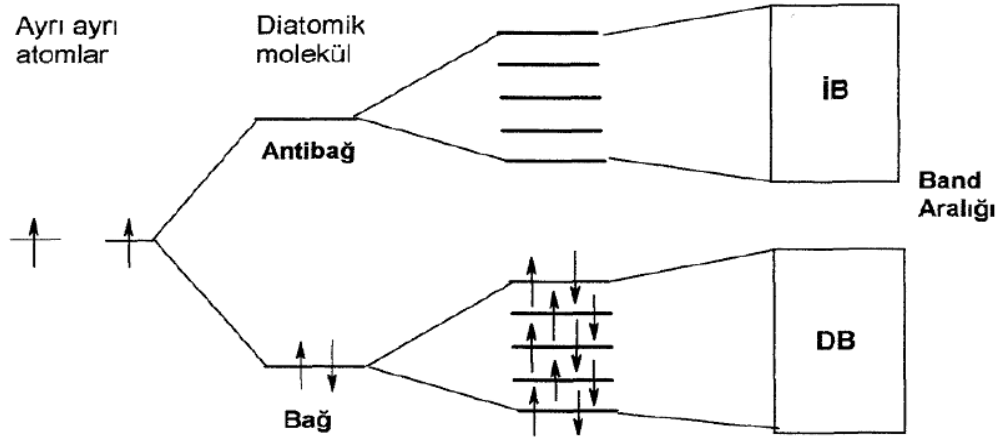 Ayrı ayrı
atomlar
Diatomik
molekül
Antibağ
İB
Band
Aralığı
Bağ
DB